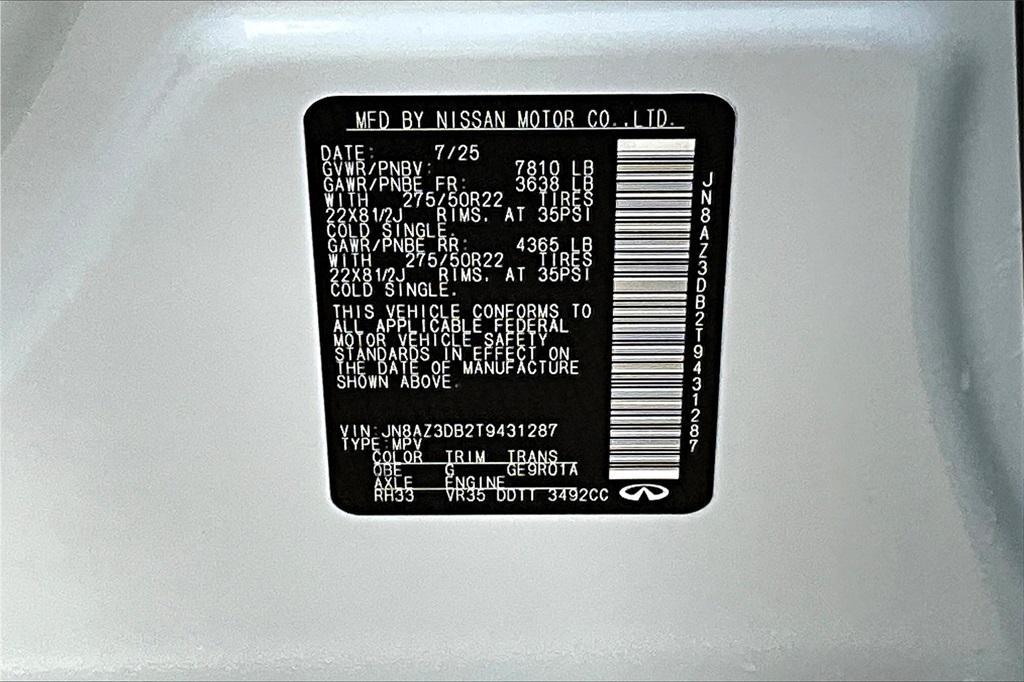 MFD BY NISSAN MOTOR CO.,LTD.
DATE: 7/25
GVWR/PNBV: 7810 LB
GAWR/PNBE FR: 3638 LB
WITH 275/50R22 TIRES
22X81/2J RIMS, AT 35PSI
COLD SINGLE.
GAWR/PNBE RR: 4365 LB
WITH 275/50R22 TIRES
22X81/2J RIMS, AT 35PSI
COLD SINGLE.
THIS VEHICLE CONFORMS TO
ALL APPLICABLE FEDERAL
MOTOR VEHICLE SAFETY
STANDARDS IN EFFECT ON
THE DATE OF MANUFACTURE
SHOWN ABOVE.
VIN:JN8AZ3DB2T9431287
TYPE:MPV
COLOR TRIM TRANS
QBE G GE9R01A
AXLE ENGINE
RH33 VR35 DDTT 3492CC
JN8AZ3DB2T9431287